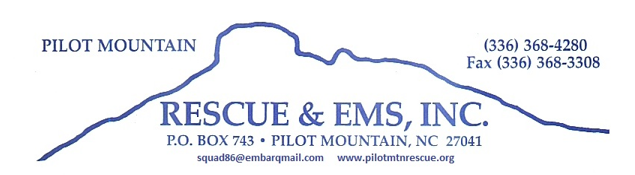 PILOT MOUNTAIN
(336) 368-4280
Fax (336) 368-3308
RESCUE & EMS, INC.
P.O. BOX 743 • PILOT MOUNTAIN, NC 27041
squad86@embarqmail.com www.pilotmtnrescue.org